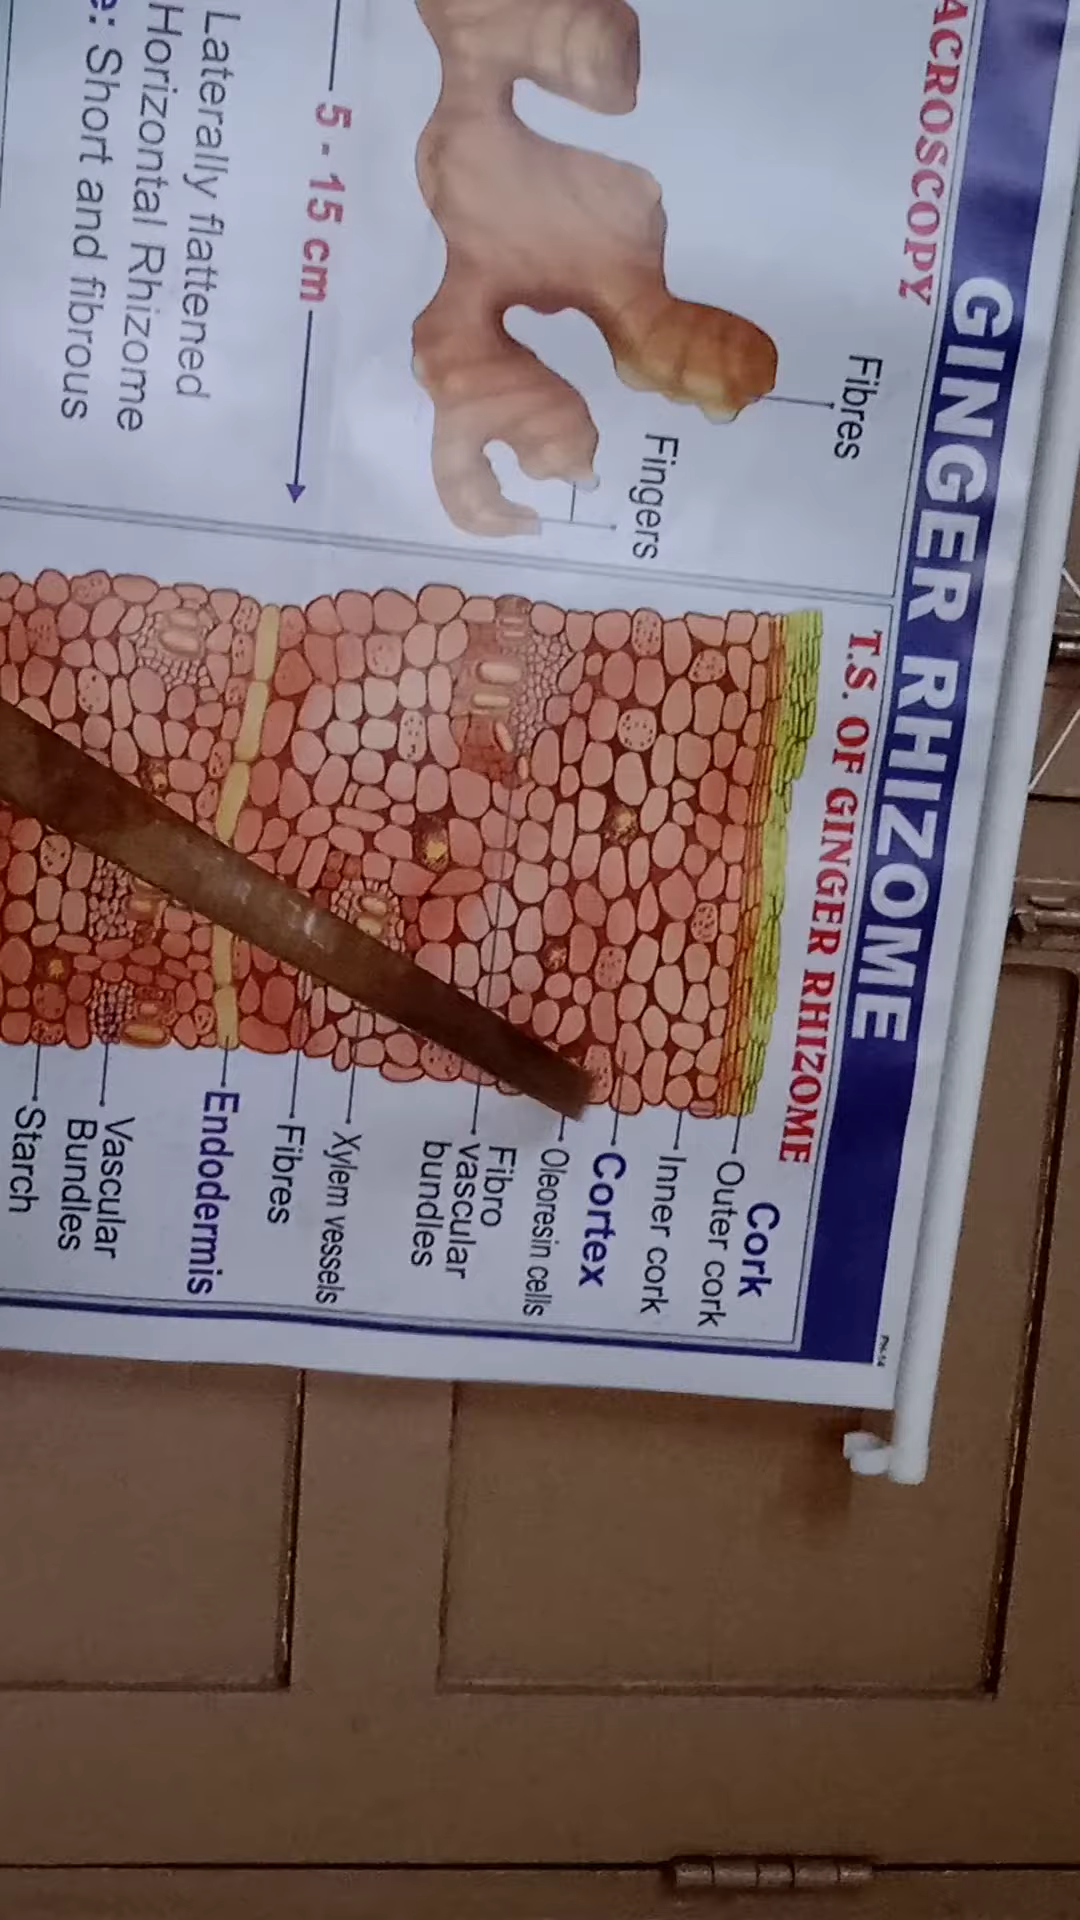 GINGER RHIZOME
ACROSCOPY
Fibres
Fingers
5 - 15 cm
Laterally flattened
Horizontal Rhizome
e: Short and fibrous
T.S. OF GINGER RHIZOME
Cork
Outer cork
Inner cork
Cortex
Oleoresin cells
Fibro
vascular
bundles
Xylem vessels
Fibres
Endodermis
Vascular
Bundles
Starch